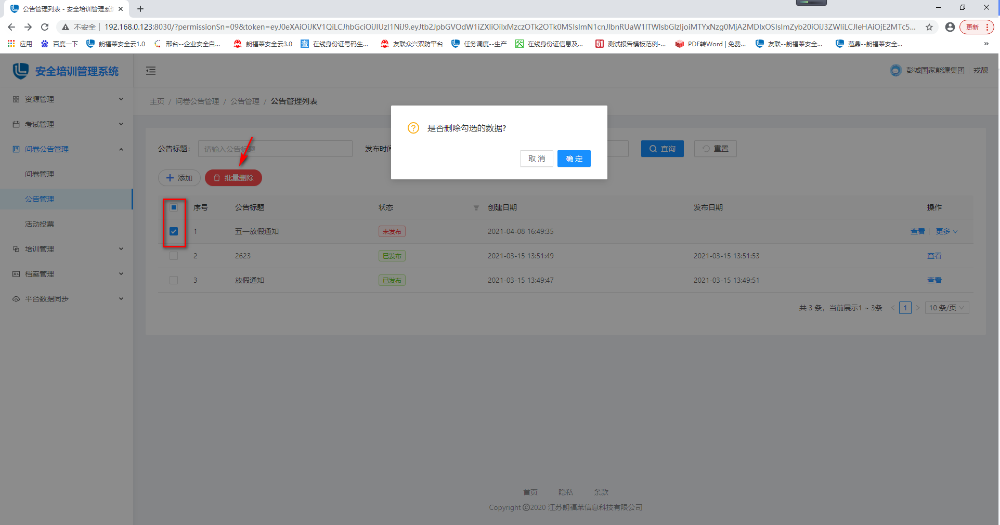 公告管理列表 - 安全培训管理系统
不安全 192.168.0.123:8030/?permissionSn=09&token=
更新
应用 百度一下 朗福莱安全云1.0 邢台--企业安全自... 朗福莱安全云3.0 查 在线身份证号码生... 友联众兴双防平台 任务调度--生产 在线身份证信息及... 51 测试报告模板范例-... PDF转Word | 免费... 友联--朗福莱安全... 蕴鼎--朗福莱安全... »
安全培训管理系统
彭城国家能源集团 戎靓
资源管理
考试管理
问卷公告管理
问卷管理
公告管理
活动投票
培训管理
档案管理
平台数据同步
主页 / 问卷公告管理 / 公告管理 / 公告管理列表
是否删除勾选的数据?
取 消 确 定
公告标题: 请输入公告标题 发布时间 查询 重置
添加 批量删除
序号 公告标题 状态 创建日期 发布日期 操作
1 五一放假通知 未发布 2021-04-08 16:49:35 查看 更多
2 2623 已发布 2021-03-15 13:51:49 2021-03-15 13:51:53 查看
3 放假通知 已发布 2021-03-15 13:49:47 2021-03-15 13:49:51 查看
共 3 条，当前展示1 ~ 3条 < 1 > 10 条/页
首页 隐私 条款
Copyright ©2020 江苏朗福莱信息科技有限公司